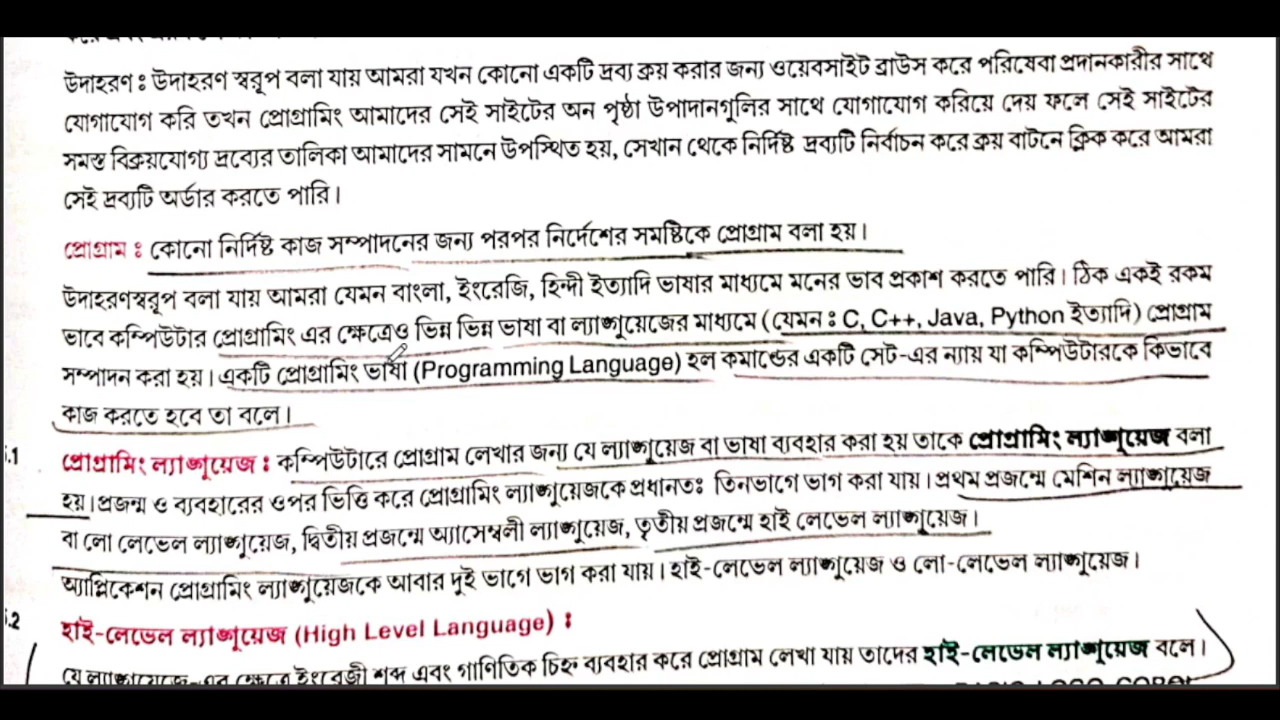 উদাহরণ ঃ উদাহরণ স্বরূপ বলা যায় আমরা যখন কোনো একটি দ্রব্য ক্রয় করার জন্য ওয়েবসাইট ব্রাউস করে পরিষেবা প্রদানকারীর সাথে
যোগাযোগ করি তখন প্রোগ্রামিং আমাদের সেই সাইটের অন পৃষ্ঠা উপাদানগুলির সাথে যোগাযোগ করিয়ে দেয় ফলে সেই সাইটের
সমস্ত বিক্রয়যোগ্য দ্রব্যের তালিকা আমাদের সামনে উপস্থিত হয়, সেখান থেকে নির্দিষ্ট দ্রব্যটি নির্বাচন করে ক্রয় বাটনে ক্লিক করে আমরা
সেই দ্রব্যটি অর্ডার করতে পারি।
প্রোগ্রাম ঃ কোনো নির্দিষ্ট কাজ সম্পাদনের জন্য পরপর নির্দেশের সমষ্টিকে প্রোগ্রাম বলা হয়।
উদাহরণস্বরূপ বলা যায় আমরা যেমন বাংলা, ইংরেজি, হিন্দী ইত্যাদি ভাষার মাধ্যমে মনের ভাব প্রকাশ করতে পারি। ঠিক একই রকম
ভাবে কম্পিউটার প্রোগ্রামিং এর ক্ষেত্রেও ভিন্ন ভিন্ন ভাষা বা ল্যাঙ্গুয়েজের মাধ্যমে (যেমন ঃ C, C++, Java, Python ইত্যাদি) প্রোগ্রাম
সম্পাদন করা হয়। একটি প্রোগ্রামিং ভাষা (Programming Language) হল কমান্ডের একটি সেট-এর ন্যায় যা কম্পিউটারকে কিভাবে
কাজ করতে হবে তা বলে।
প্রোগ্রামিং ল্যাঙ্গুয়েজ ঃ কম্পিউটারে প্রোগ্রাম লেখার জন্য যে ল্যাঙ্গুয়েজ বা ভাষা ব্যবহার করা হয় তাকে প্রোগ্রামিং ল্যাঙ্গুয়েজ বলা
হয়। প্রজন্ম ও ব্যবহারের ওপর ভিত্তি করে প্রোগ্রামিং ল্যাঙ্গুয়েজকে প্রধানতঃ তিনভাগে ভাগ করা যায়। প্রথম প্রজন্মে মেশিন ল্যাঙ্গুয়েজ
বা লো লেভেল ল্যাঙ্গুয়েজ, দ্বিতীয় প্রজন্মে অ্যাসেম্বলী ল্যাঙ্গুয়েজ, তৃতীয় প্রজন্মে হাই লেভেল ল্যাঙ্গুয়েজ।
অ্যাপ্লিকেশন প্রোগ্রামিং ল্যাঙ্গুয়েজকে আবার দুই ভাগে ভাগ করা যায়। হাই-লেভেল ল্যাঙ্গুয়েজ ও লো-লেভেল ল্যাঙ্গুয়েজ।
হাই-লেভেল ল্যাঙ্গুয়েজ (High Level Language) ঃ
যে ল্যাঙ্গুয়েজে-এর ক্ষেত্রে ইংরেজী শব্দ এবং গাণিতিক চিহ্ন ব্যবহার করে প্রোগ্রাম লেখা যায় তাদের হাই-লেভেল ল্যাঙ্গুয়েজ বলে।